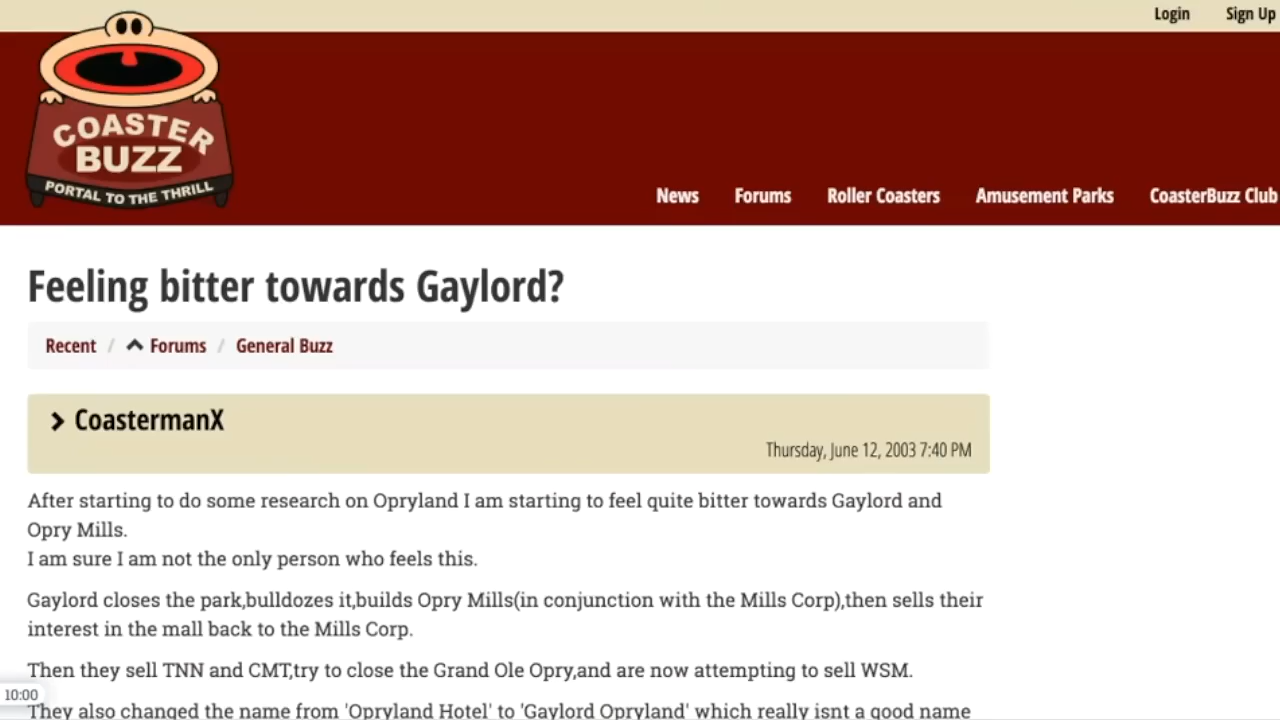 Login Sign Up
COASTER
BUZZ
PORTAL TO THE THRILL
News Forums Roller Coasters Amusement Parks CoasterBuzz Club
Feeling bitter towards Gaylord?
Recent / Forums / General Buzz
CoastermanX
Thursday, June 12, 2003 7:40 PM
After starting to do some research on Opryland I am starting to feel quite bitter towards Gaylord and
Opry Mills.
I am sure I am not the only person who feels this.
Gaylord closes the park,bulldozes it,builds Opry Mills(in conjunction with the Mills Corp),then sells their
interest in the mall back to the Mills Corp.
Then they sell TNN and CMT,try to close the Grand Ole Opry,and are now attempting to sell WSM.
10:00
They also changed the name from 'Opryland Hotel' to 'Gaylord Opryland' which really isnt a good name